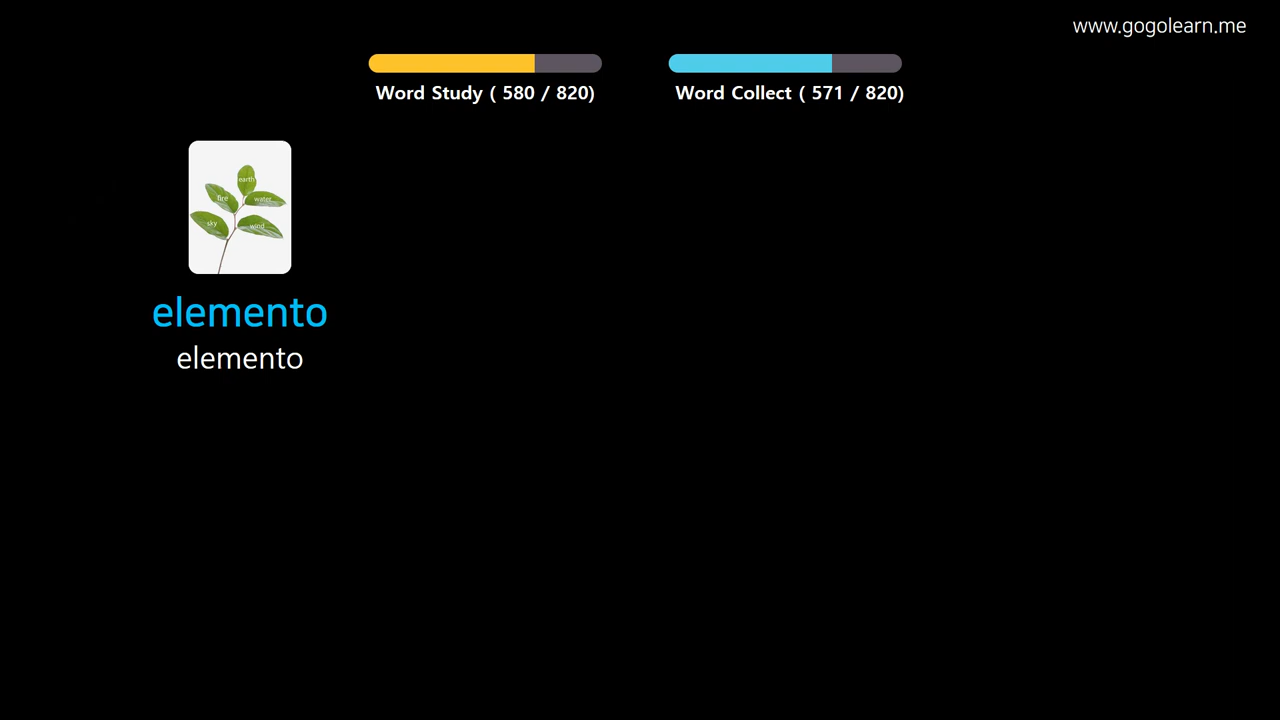 www.gogolearn.me
Word Study ( 580 / 820)
Word Collect ( 571 / 820)
earth
fire
water
sky
wind
elemento
elemento